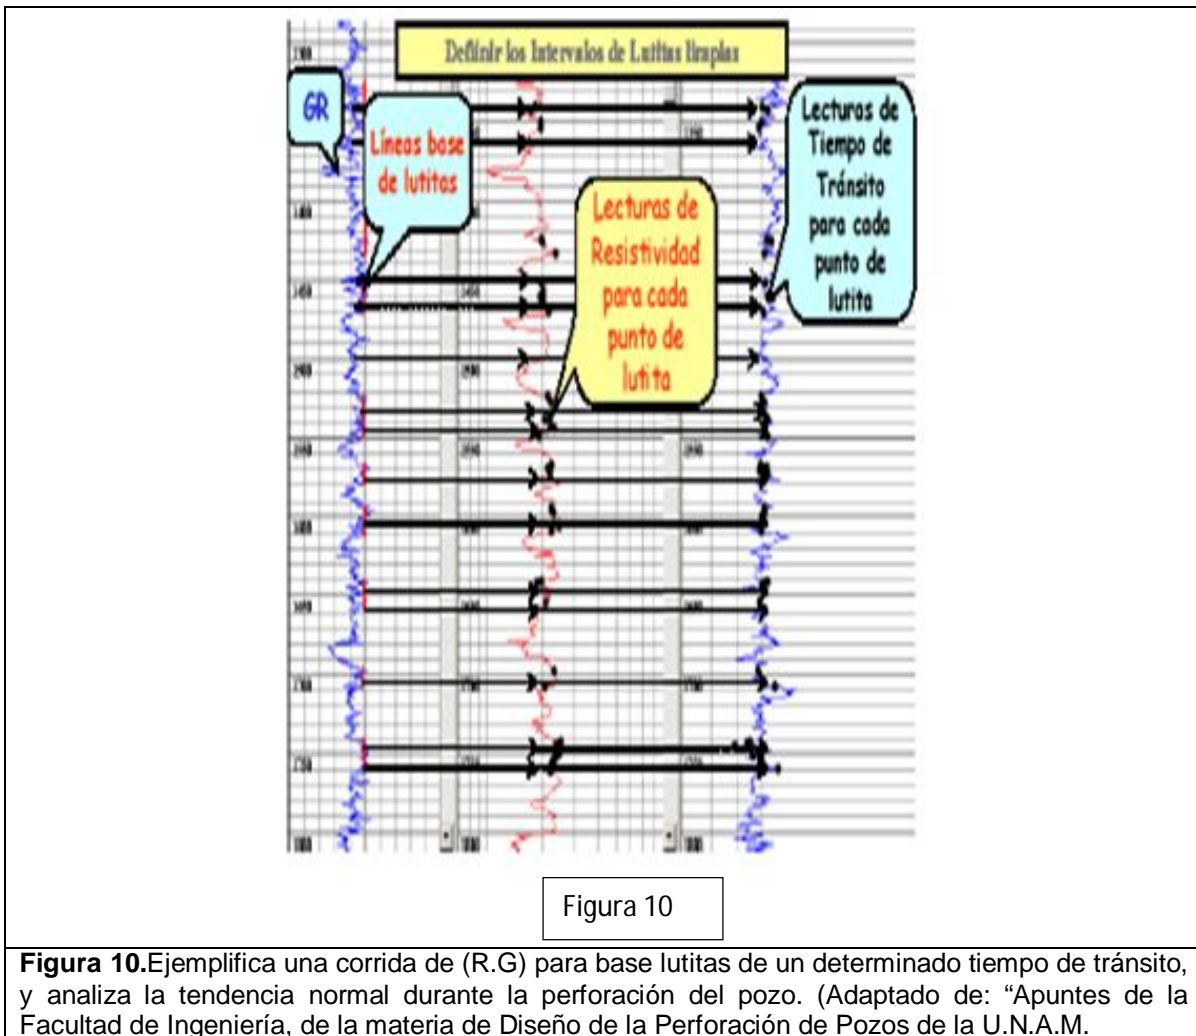 Definir los Intervalos de Lutitas limpias
GR
Líneas base
de lutitas
Lecturas de
Resistividad
para cada
punto de
lutita
Lecturas de
Tiempo de
Tránsito
para cada
punto de
lutita
Figura 10
Figura 10.Ejemplifica una corrida de (R.G) para base lutitas de un determinado tiempo de tránsito,
y analiza la tendencia normal durante la perforación del pozo. (Adaptado de: “Apuntes de la
Facultad de Ingeniería, de la materia de Diseño de la Perforación de Pozos de la U.N.A.M.